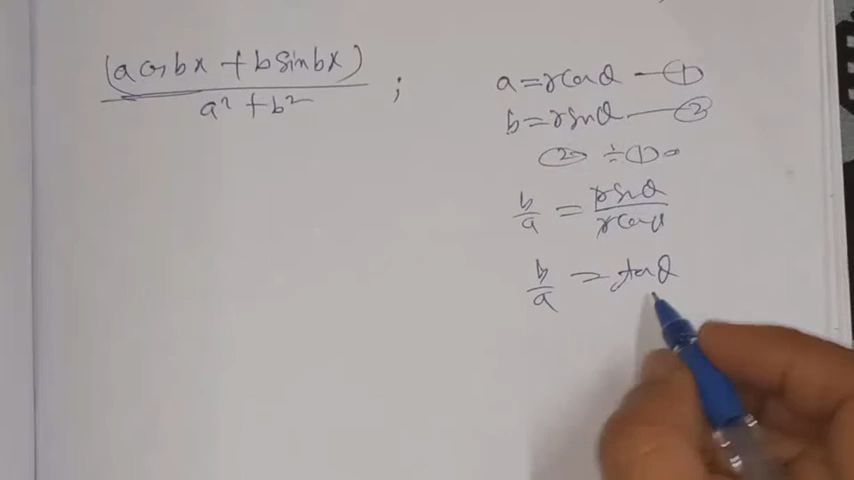 (a cos bx + b sin bx)
a² + b² ;
a = r cos θ — ①
b = r sin θ — ②
② ÷ ① =
b/a = r sin θ / r cos θ
b/a = tan θ